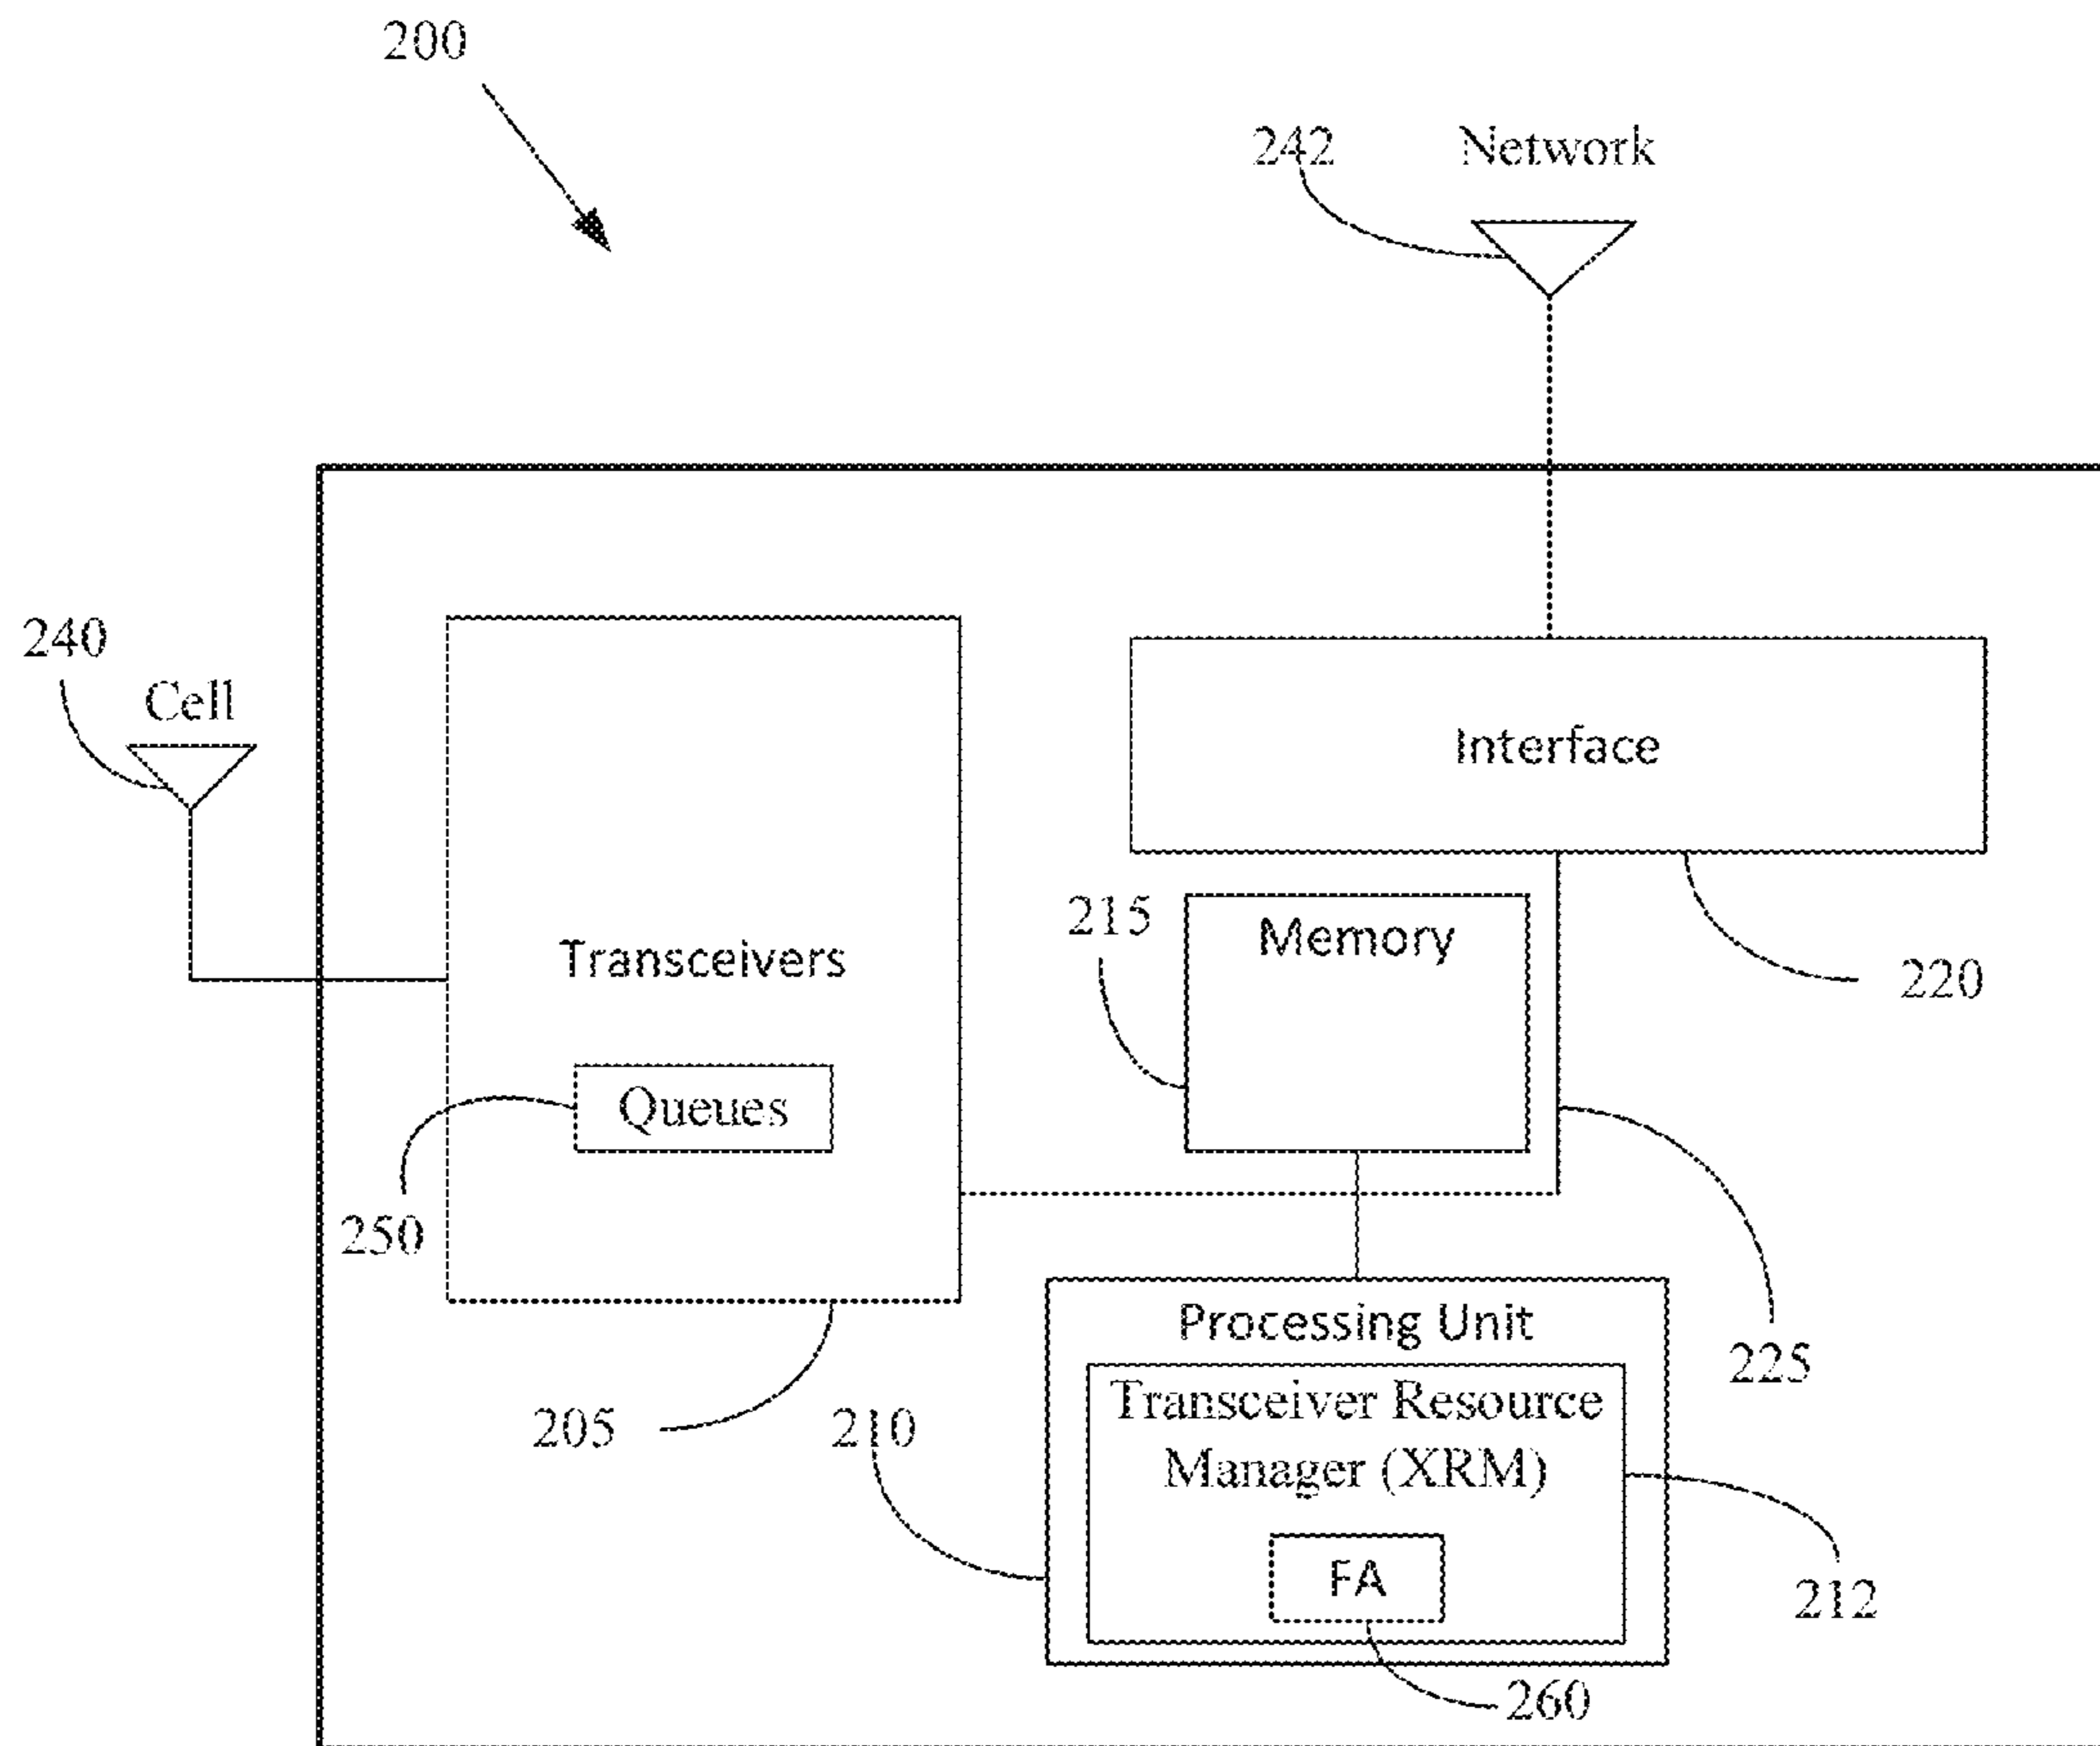 200
242 Network
240
Cell
Interface
215
Memory
Transceivers
220
Queues
250
Processing Unit
225
Transceiver Resource
205
210
Manager (XRM)
FA
212
260